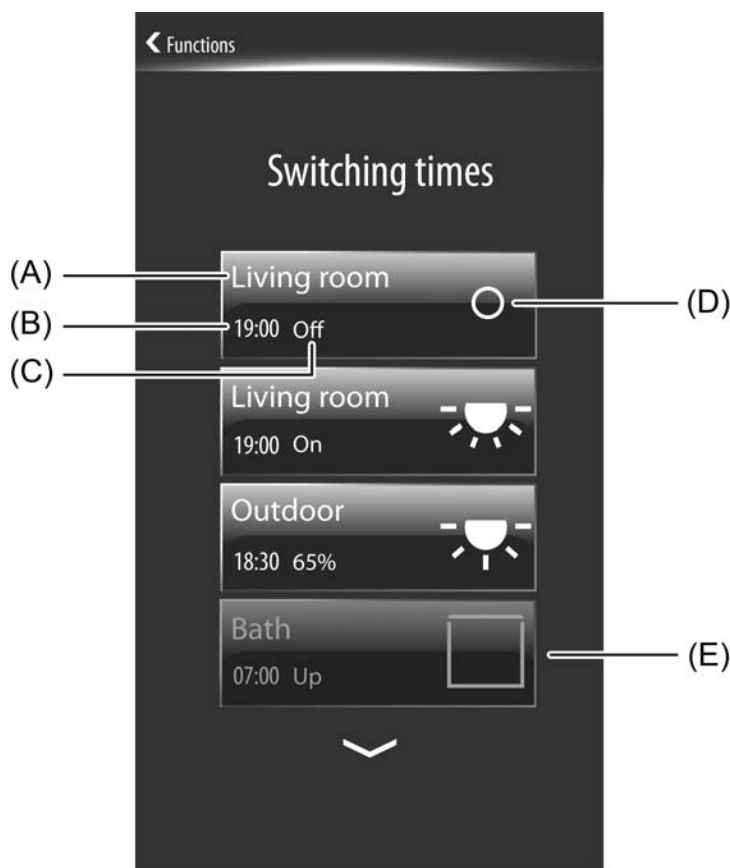 Functions
Switching times
(A)
Living room
(D)
(B)
19:00 Off
(C)
Living room
19:00 On
Outdoor
18:30 65%
Bath
(E)
07:00 Up